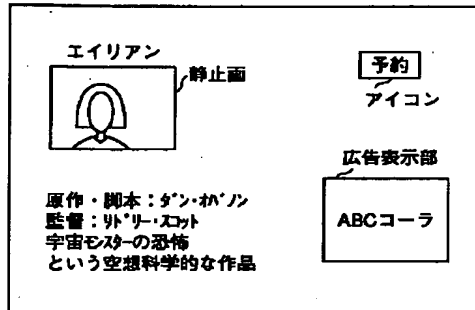 エイリアン
静止画
予約
アイコン
広告表示部
ABCコーラ
原作・脚本：ダン・オバノン
監督：リドリー・スコット
宇宙モンスターの恐怖
という空想科学的な作品